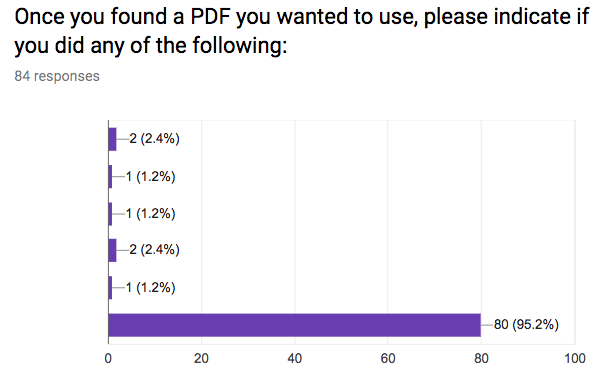 Once you found a PDF you wanted to use, please indicate if
you did any of the following:
84 responses
2 (2.4%)
1 (1.2%)
1 (1.2%)
2 (2.4%)
1 (1.2%)
80 (95.2%)
0 20 40 60 80 100